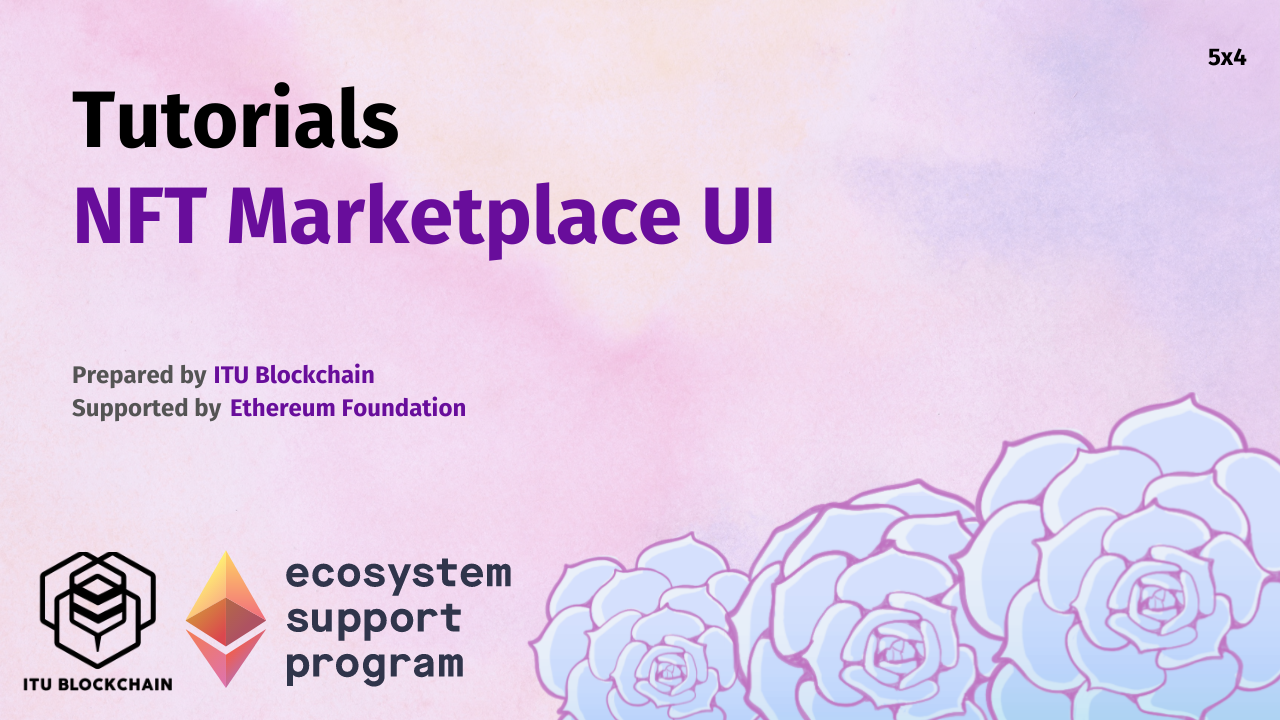 5x4
Tutorials
NFT Marketplace UI
Prepared by ITU Blockchain
Supported by Ethereum Foundation
ITU BLOCKCHAIN
ecosystem
support
program